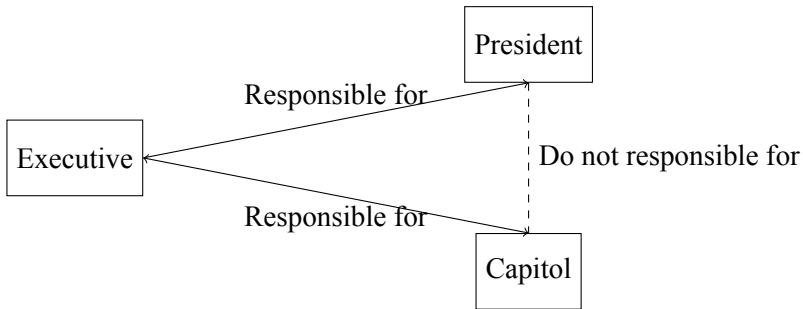 President
Responsible for
Executive
Do not responsible for
Responsible for
Capitol